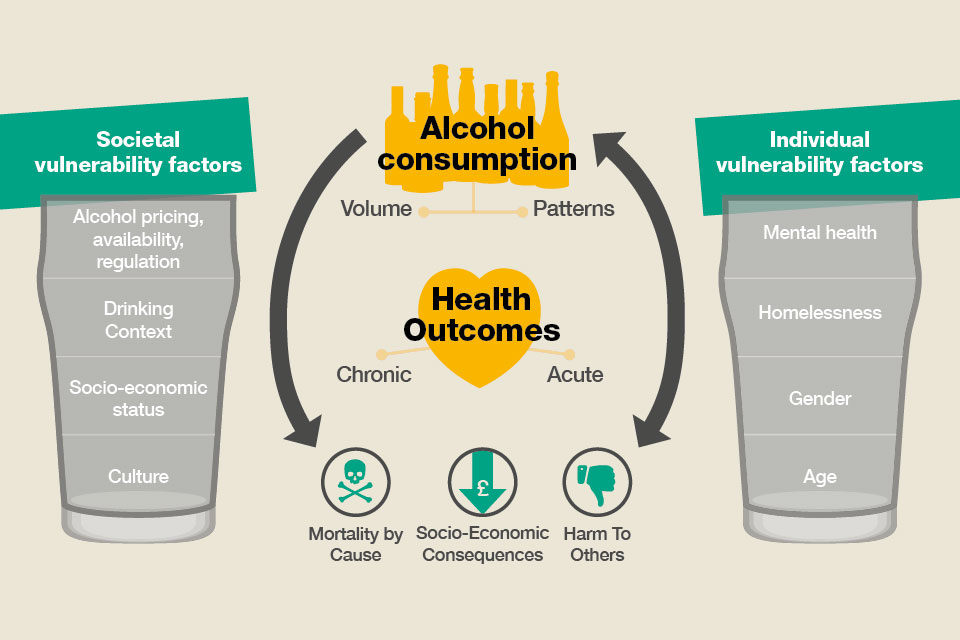 Societal
vulnerability factors
Alcohol pricing,
availability,
regulation
Drinking
Context
Socio-economic
status
Culture
Alcohol
consumption
Volume
Patterns
Health
Outcomes
Chronic
Acute
£
Mortality by
Cause
Socio-Economic
Consequences
Harm To
Others
Individual
vulnerability factors
Mental health
Homelessness
Gender
Age